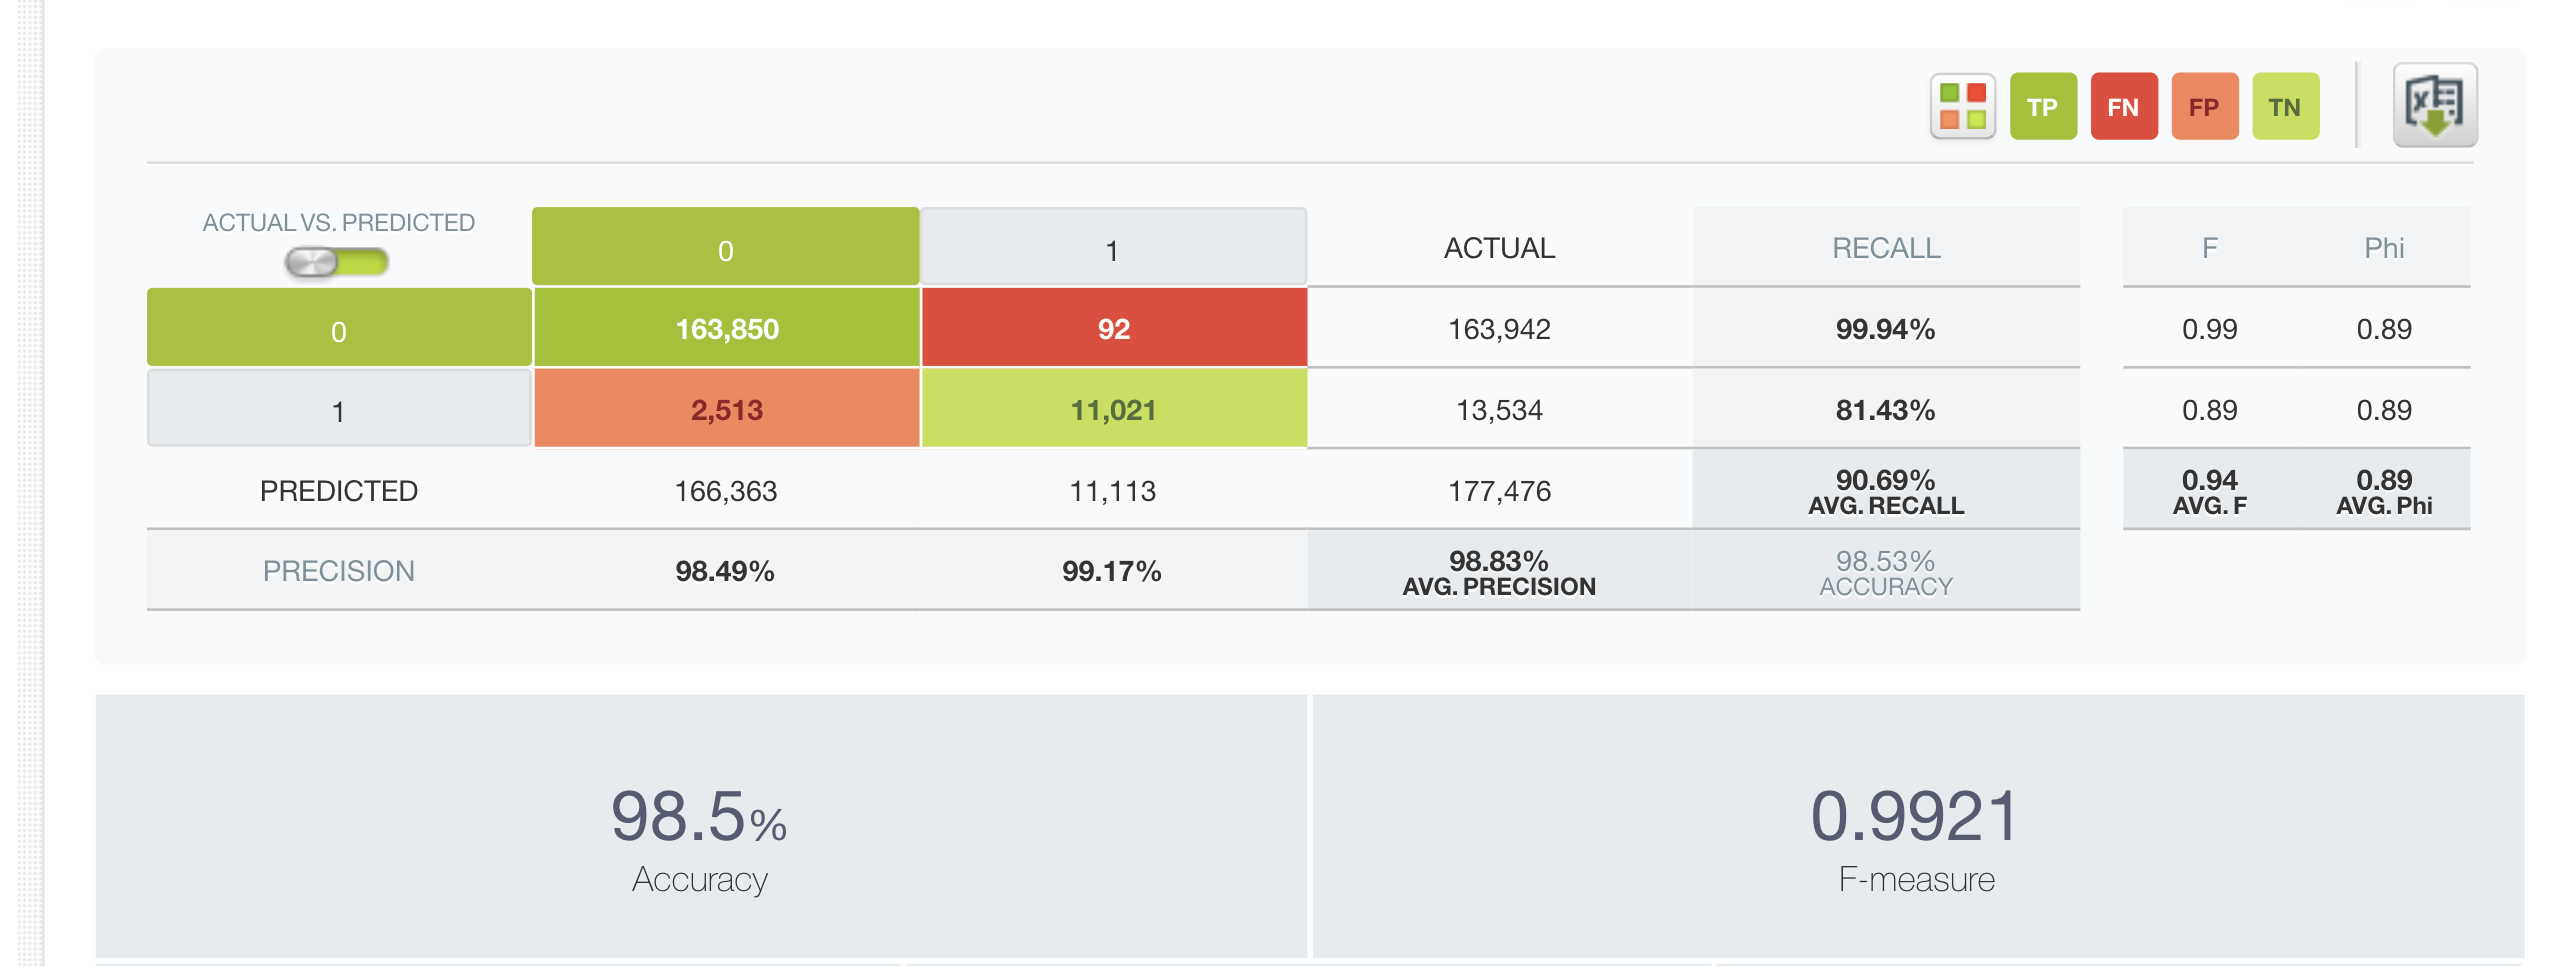 TP FN FP TN
ACTUAL VS. PREDICTED 0 1 ACTUAL RECALL F Phi
0 163,850 92 163,942 99.94% 0.99 0.89
1 2,513 11,021 13,534 81.43% 0.89 0.89
PREDICTED 166,363 11,113 177,476 90.69% 0.94 0.89
AVG. RECALL AVG. F AVG. Phi
PRECISION 98.49% 99.17% 98.83% 98.53%
AVG. PRECISION ACCURACY
98.5% 0.9921
Accuracy F-measure